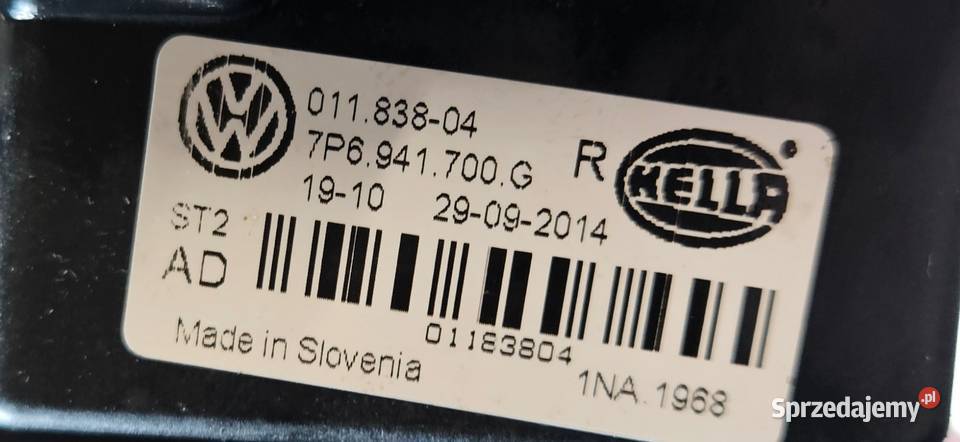 011.838-04
7P6.941.700.G
R HELLA
19-10 29-09-2014
ST2
AD
01183804
Made in Slovenia
1NA.1968
Sprzedajemy.pl